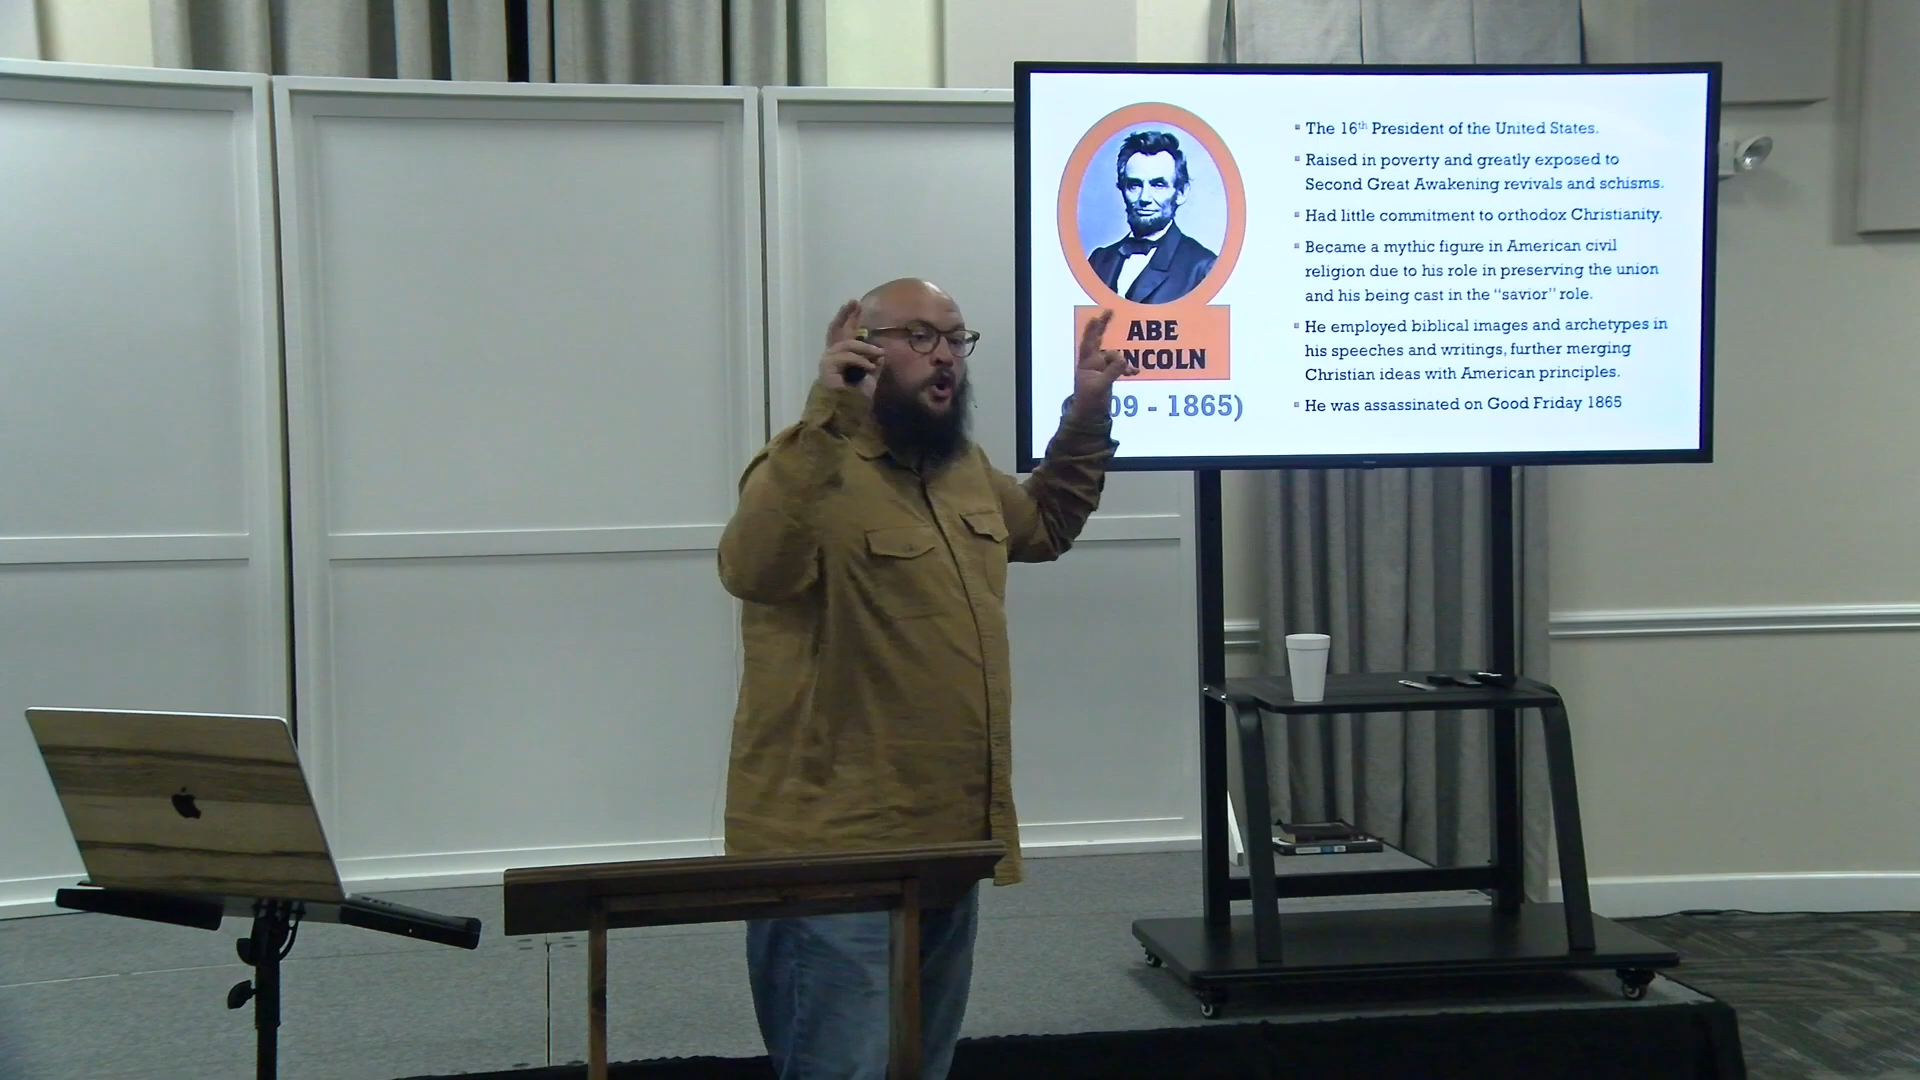 The 16th President of the United States.
Raised in poverty and greatly exposed to
Second Great Awakening revivals and schisms.
Had little commitment to orthodox Christianity.
Became a mythic figure in American civil
religion due to his role in preserving the union
and his being cast in the “savior” role.
He employed biblical images and archetypes in
his speeches and writings, further merging
Christian ideas with American principles.
He was assassinated on Good Friday 1865
ABE
NCOLN
09 - 1865)